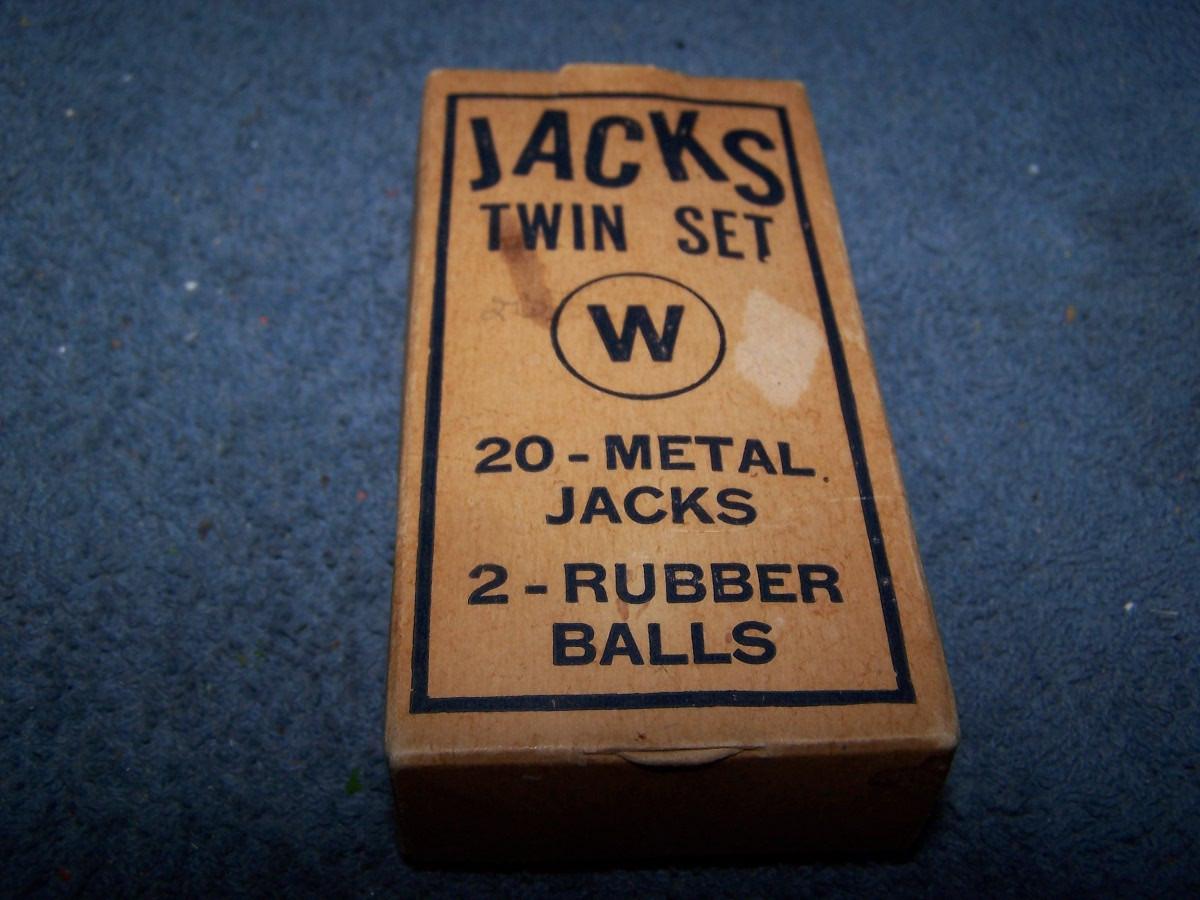 JACKS
TWIN SET
W
20 - METAL
JACKS
2 - RUBBER
BALLS